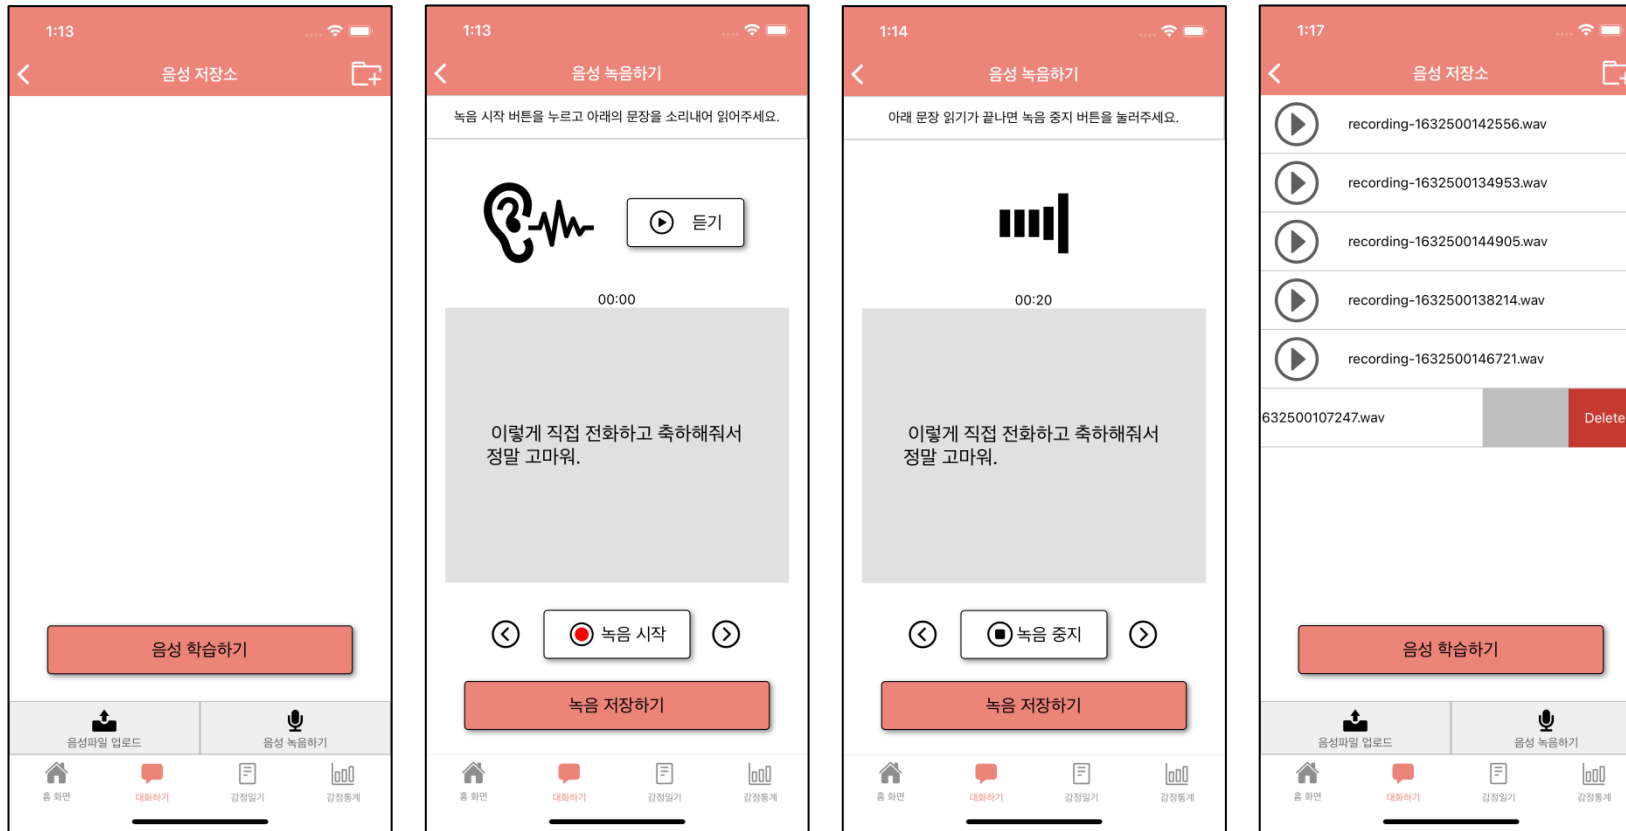 1:13
음성 저장소
음성 학습하기
음성파일 업로드
음성 녹음하기
홈 화면
대화하기
감정일기
감정통계
1:13
음성 녹음하기
녹음 시작 버튼을 누르고 아래의 문장을 소리내어 읽어주세요.
듣기
00:00
이렇게 직접 전화하고 축하해줘서
정말 고마워.
녹음 시작
녹음 저장하기
홈 화면
대화하기
감정일기
감정통계
1:14
음성 녹음하기
아래 문장 읽기가 끝나면 녹음 중지 버튼을 눌러주세요.
00:20
이렇게 직접 전화하고 축하해줘서
정말 고마워.
녹음 중지
녹음 저장하기
홈 화면
대화하기
감정일기
감정통계
1:17
음성 저장소
recording-1632500142556.wav
recording-1632500134953.wav
recording-1632500144905.wav
recording-1632500138214.wav
recording-1632500146721.wav
632500107247.wav
Delete
음성 학습하기
음성파일 업로드
음성 녹음하기
홈 화면
대화하기
감정일기
감정통계